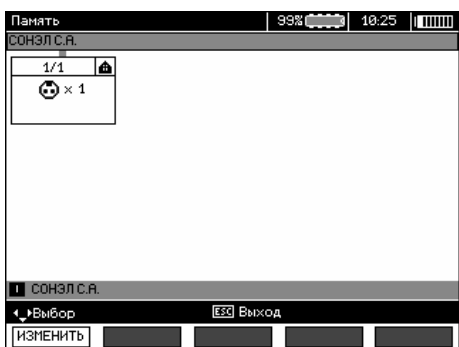 Память 99% 10:25
СОНЭЛ С.А.
1/1
× 1
СОНЭЛ С.А.
Выбор ESC Выход
ИЗМЕНИТЬ